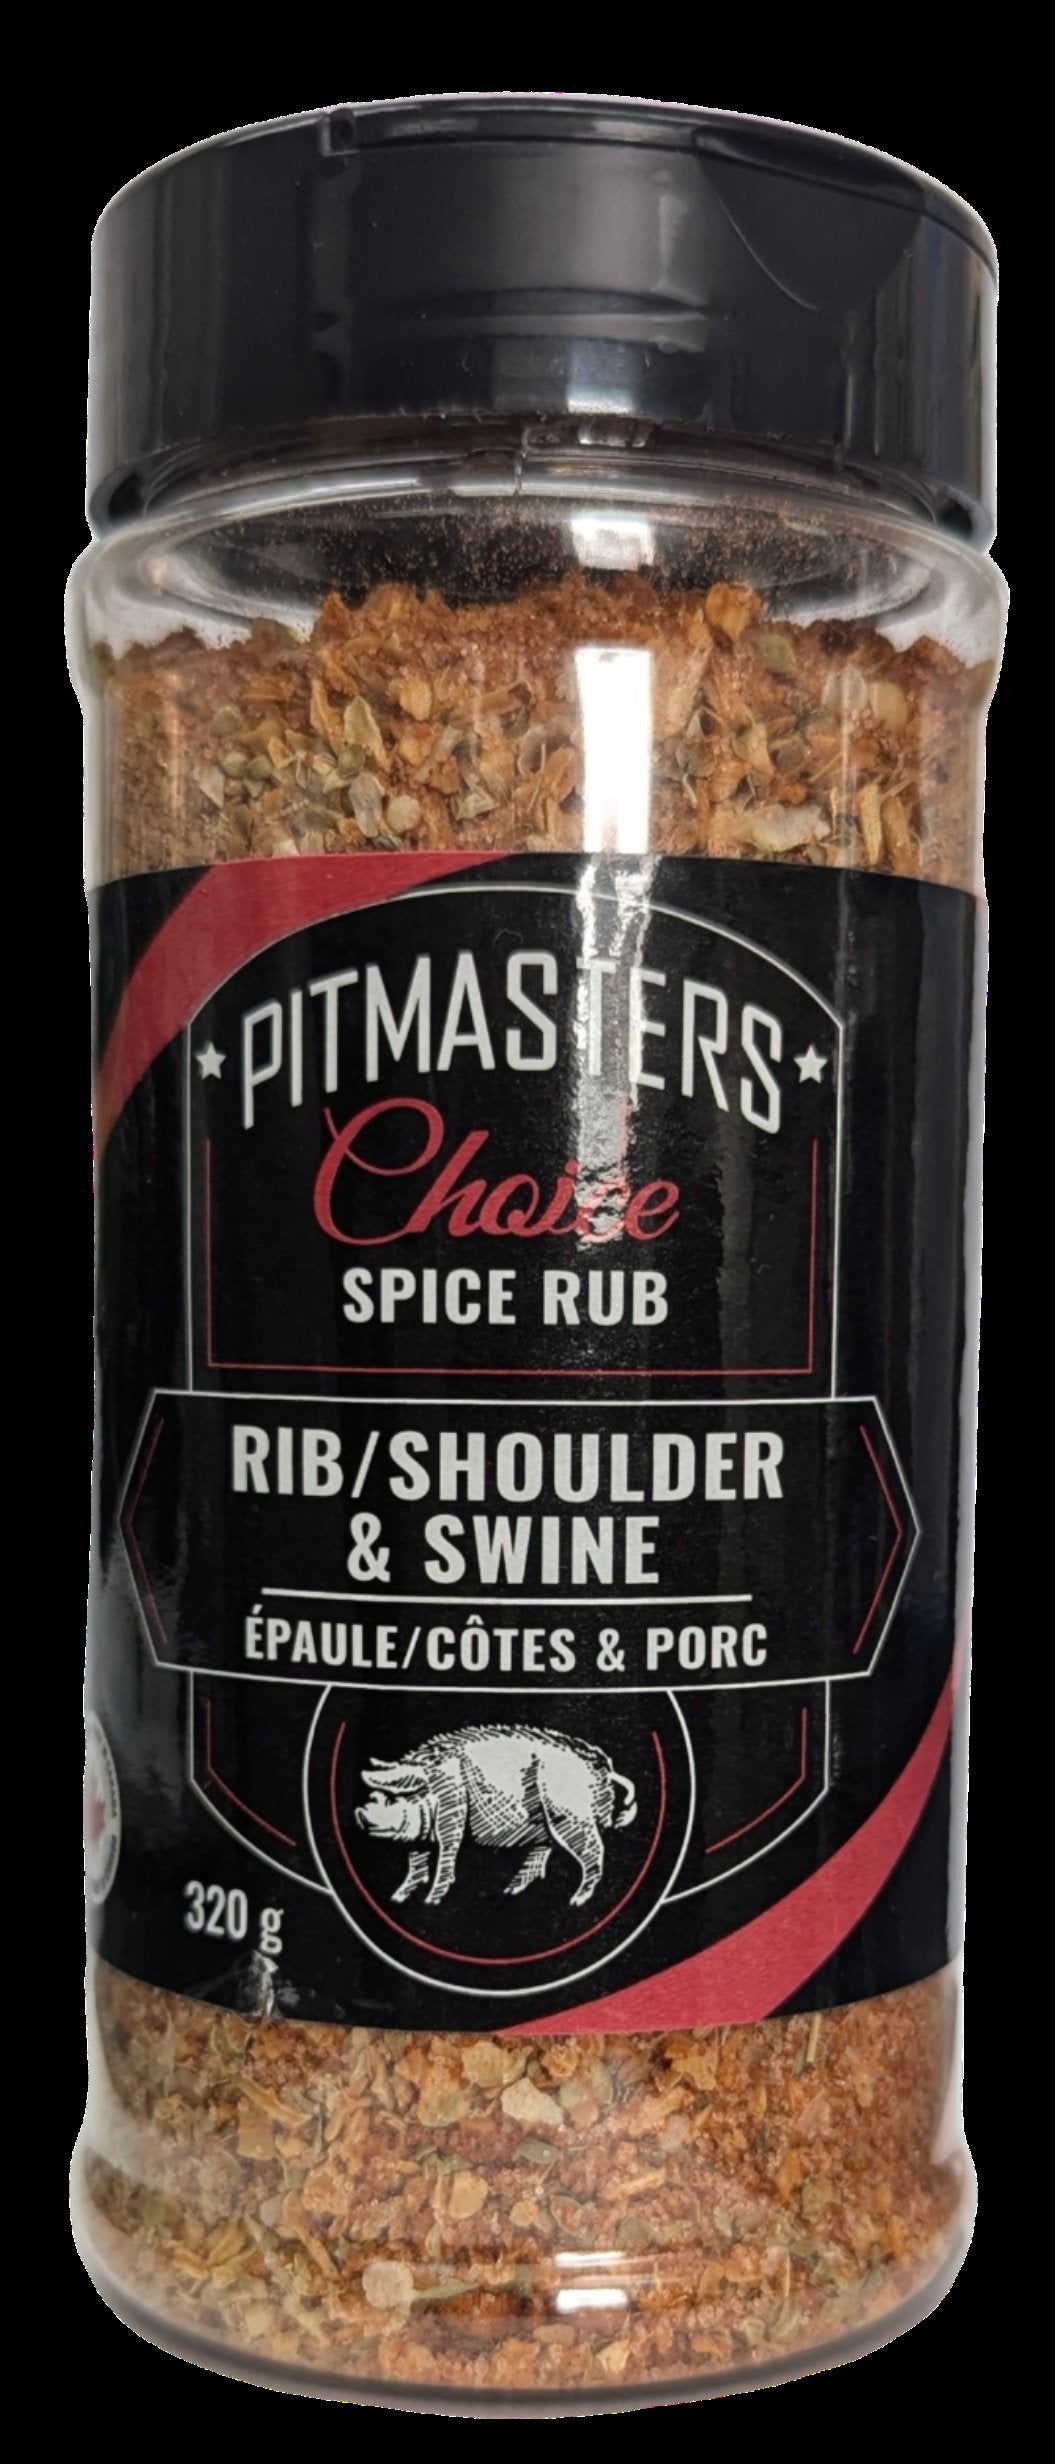 PITMASTERS
Choice
SPICE RUB
RIB/SHOULDER
& SWINE
ÉPAULE/CÔTES & PORC
320 g